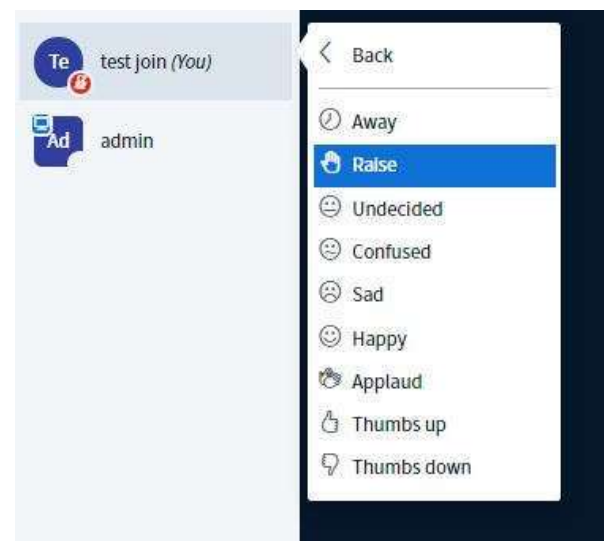 Te test join (You)
Ad admin
Back
Away
Raise
Undecided
Confused
Sad
Happy
Applaud
Thumbs up
Thumbs down